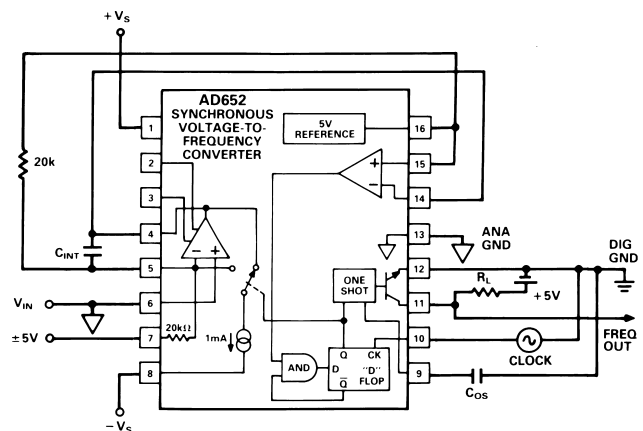 +VS
AD652
SYNCHRONOUS
VOLTAGE-TO-
FREQUENCY
CONVERTER
5V
REFERENCE
1
16
2
15
20k
3
14
4
13
ANA
GND
CINT
5
12
DIG
GND
ONE
SHOT
RL
+5V
VIN
6
11
FREQ
OUT
±5V
7
20kΩ
1mA
10
CLOCK
8
AND
Q
CK
D
"D"
FLOP
Q̅
9
COS
−VS
+
−
−
+